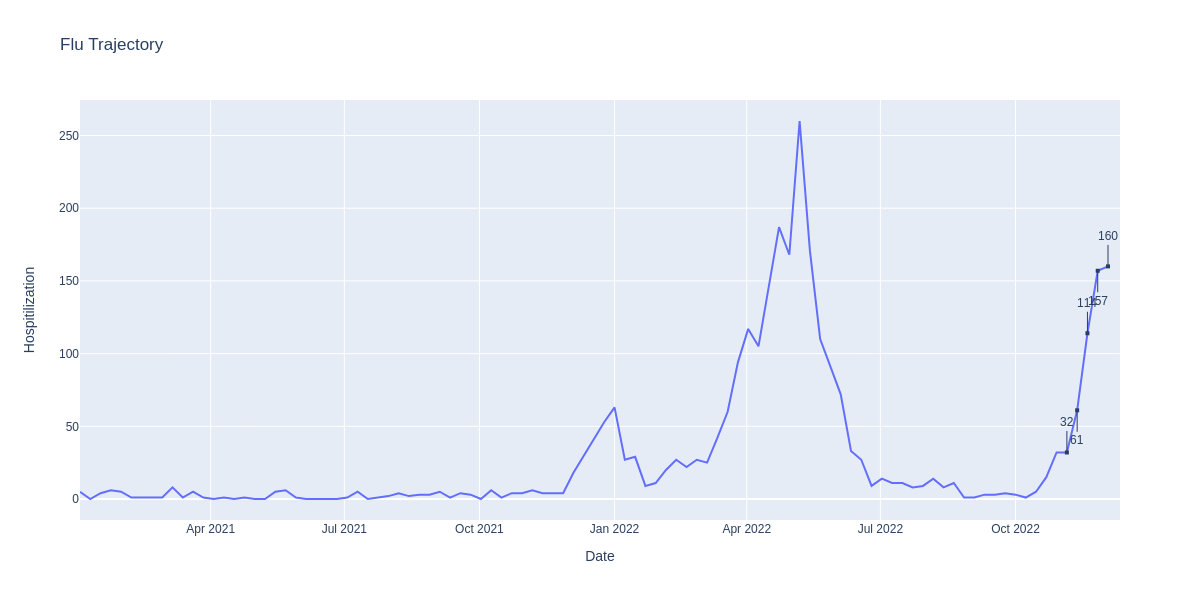 Flu Trajectory
Hospitilization
250
200
150
100
50
0
160
114
157
32
61
Apr 2021
Jul 2021
Oct 2021
Jan 2022
Apr 2022
Jul 2022
Oct 2022
Date